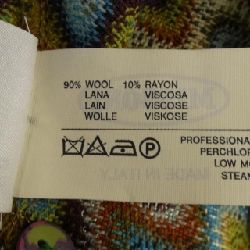 90% WOOL 10% RAYON
LANA VISCOSA
LAIN VISCOSE
WOLLE VISKOSE
P
PROFESSIONA
PERCHLOR
LOW MO
STEAM
MADE IN ITALY